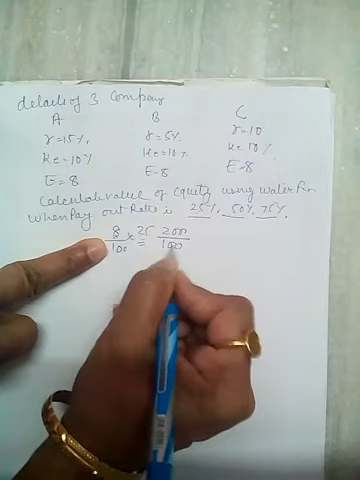 details of 3 Company
A B C
r=15%. r=5%. r=10
Ke=10% Ke=10%. Ke=10%.
E=8 E=8 E=8
Calculate value of equity using Walter
when Pay out Ratio is 25%, 50%, 75%.
8/100 × 25 = 200/100